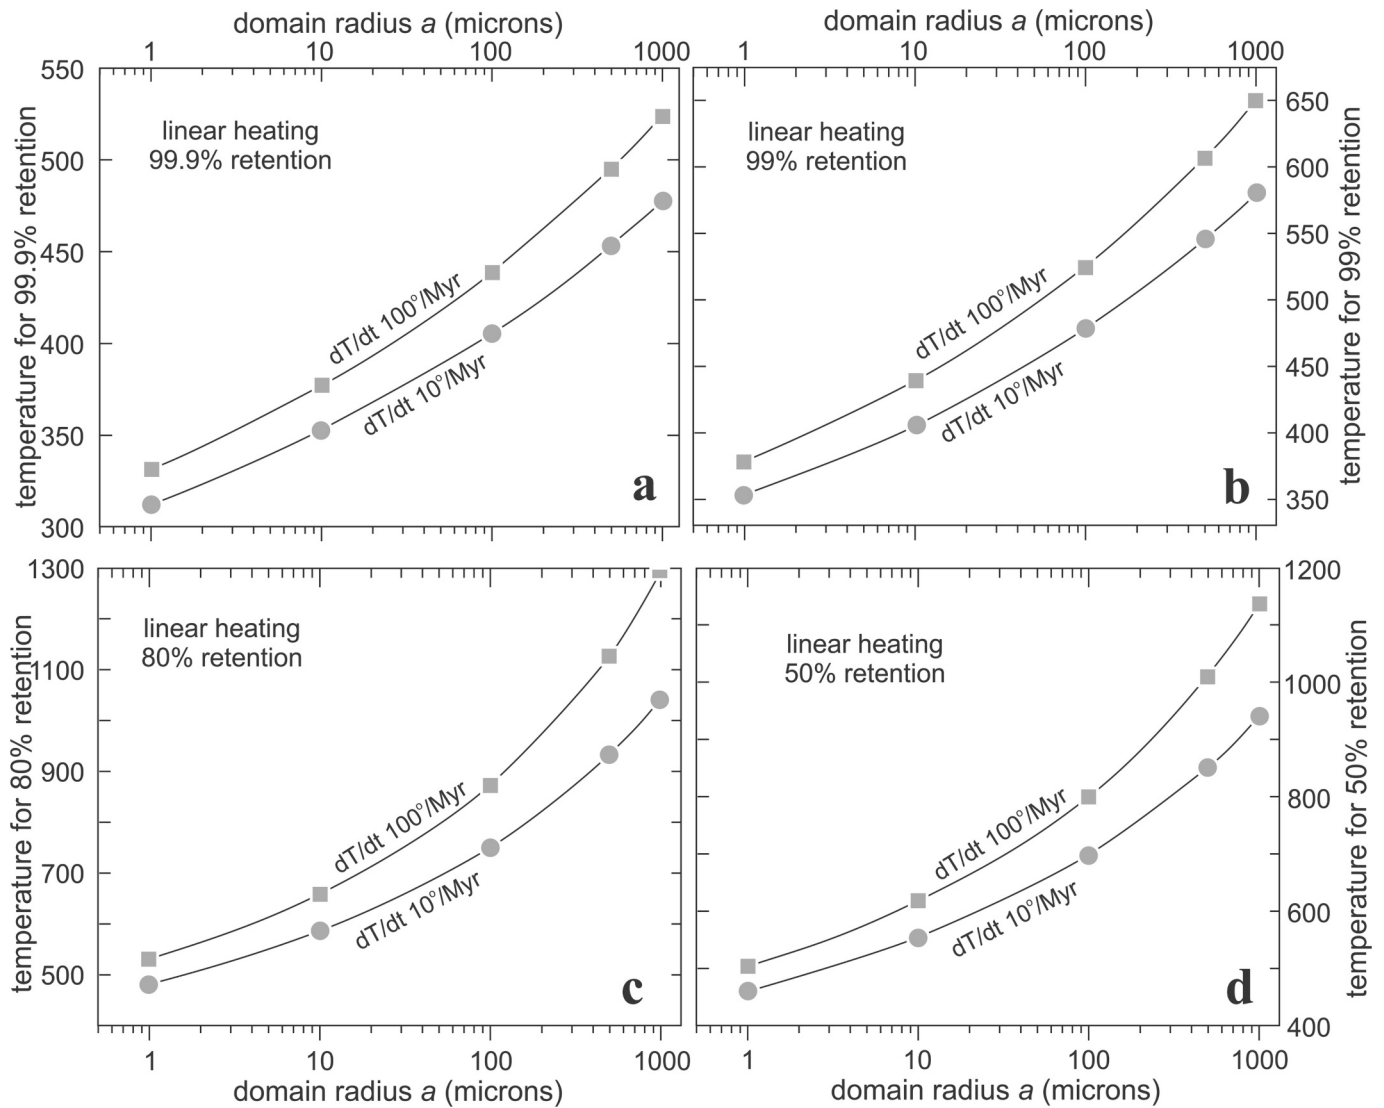 domain radius a (microns)
1 10 100 1000
550
500
450
400
350
300
temperature for 99.9% retention
linear heating
99.9% retention
dT/dt 100°/Myr
dT/dt 10°/Myr
a
domain radius a (microns)
1 10 100 1000
linear heating
99% retention
dT/dt 100°/Myr
dT/dt 10°/Myr
b
650
600
550
500
450
400
350
temperature for 99% retention
1300
1100
900
700
500
temperature for 80% retention
linear heating
80% retention
dT/dt 100°/Myr
dT/dt 10°/Myr
c
1 10 100 1000
domain radius a (microns)
linear heating
50% retention
dT/dt 100°/Myr
dT/dt 10°/Myr
d
1200
1000
800
600
400
temperature for 50% retention
1 10 100 1000
domain radius a (microns)